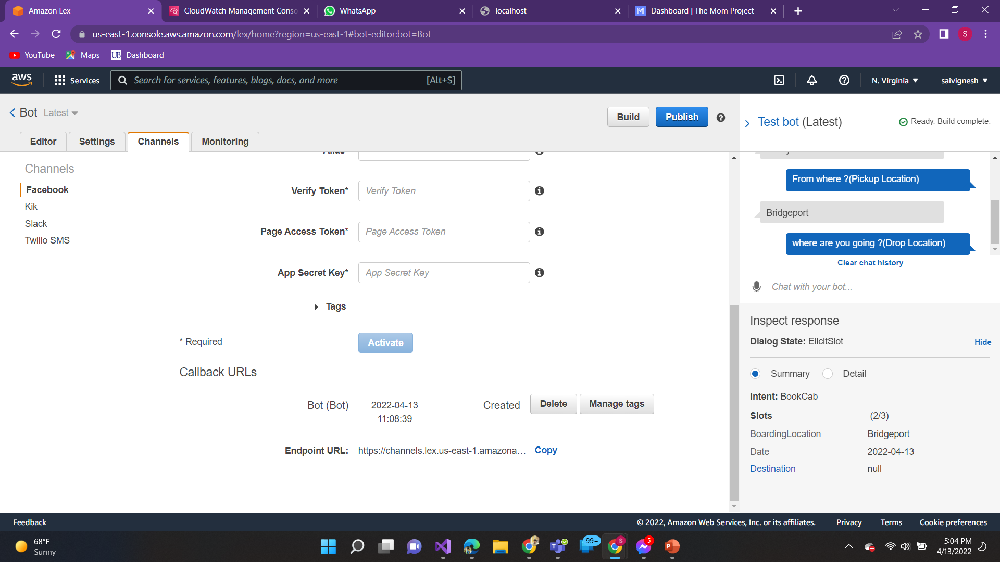 Amazon Lex
CloudWatch Management Conso
WhatsApp
localhost
Dashboard | The Mom Project
us-east-1.console.aws.amazon.com/lex/home?region=us-east-1#bot-editor:bot=Bot
S
YouTube
Maps
UB Dashboard
aws
Services
Search for services, features, blogs, docs, and more
[Alt+S]
N. Virginia
saivignesh
Bot
Latest
Build
Publish
Test bot (Latest)
Ready. Build complete.
Editor
Settings
Channels
Monitoring
Channels
Facebook
Kik
Slack
Twilio SMS
Alias
Verify Token*
Verify Token
Page Access Token*
Page Access Token
App Secret Key*
App Secret Key
Tags
* Required
Activate
Callback URLs
Bot (Bot)
2022-04-13
11:08:39
Created
Delete
Manage tags
Endpoint URL:
https://channels.lex.us-east-1.amazona...
Copy
Today
From where ?(Pickup Location)
Bridgeport
where are you going ?(Drop Location)
Clear chat history
Chat with your bot...
Inspect response
Dialog State: ElicitSlot
Hide
Summary
Detail
Intent: BookCab
Slots
(2/3)
BoardingLocation
Bridgeport
Date
2022-04-13
Destination
null
Feedback
© 2022, Amazon Web Services, Inc. or its affiliates.
Privacy
Terms
Cookie preferences
68°F
Sunny
99+
S
5
5:04 PM
4/13/2022